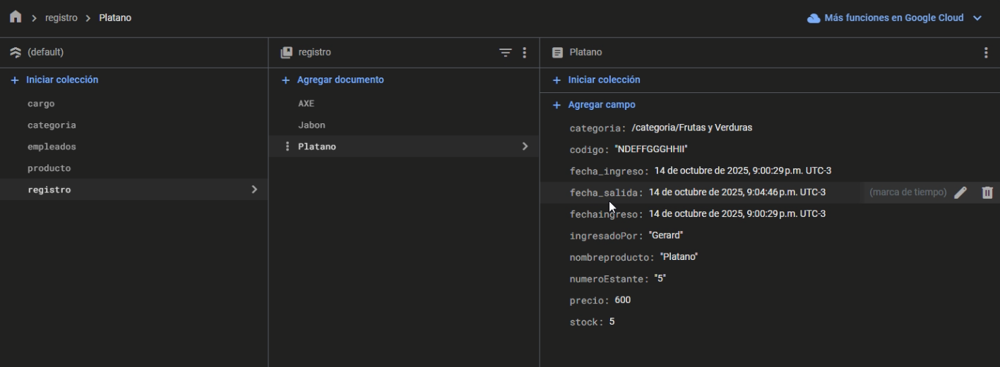 registro > Platano
Más funciones en Google Cloud
(default)
registro
Platano
+ Iniciar colección
+ Agregar documento
+ Iniciar colección
cargo
categoria
empleados
producto
registro
AXE
Jabon
Platano
+ Agregar campo
categoria: /categoria/Frutas y Verduras
codigo: "NDEFFGGGHHII"
fecha_ingreso: 14 de octubre de 2025, 9:00:29 p.m. UTC-3
fecha_salida: 14 de octubre de 2025, 9:04:46 p.m. UTC-3 (marca de tiempo)
fechaingreso: 14 de octubre de 2025, 9:00:29 p.m. UTC-3
ingresadoPor: "Gerard"
nombreproducto: "Platano"
numeroEstante: "5"
precio: 600
stock: 5